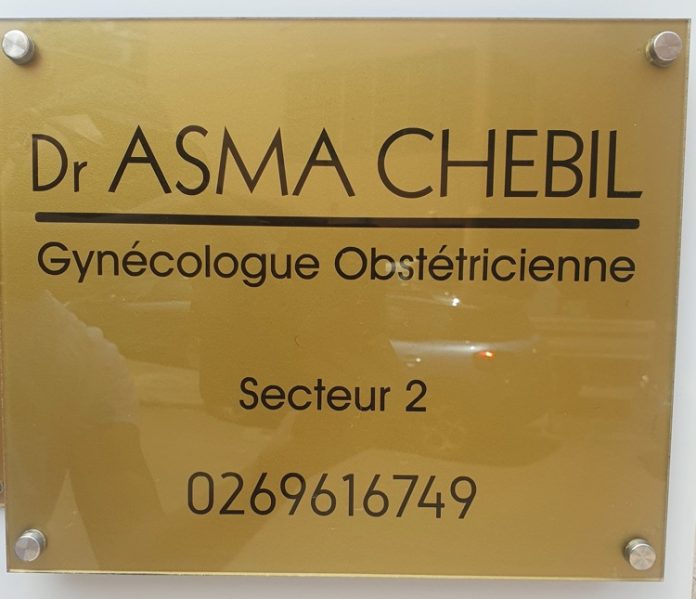 Dr ASMA CHEBIL
Gynécologue Obstétricienne
Secteur 2
0269616749